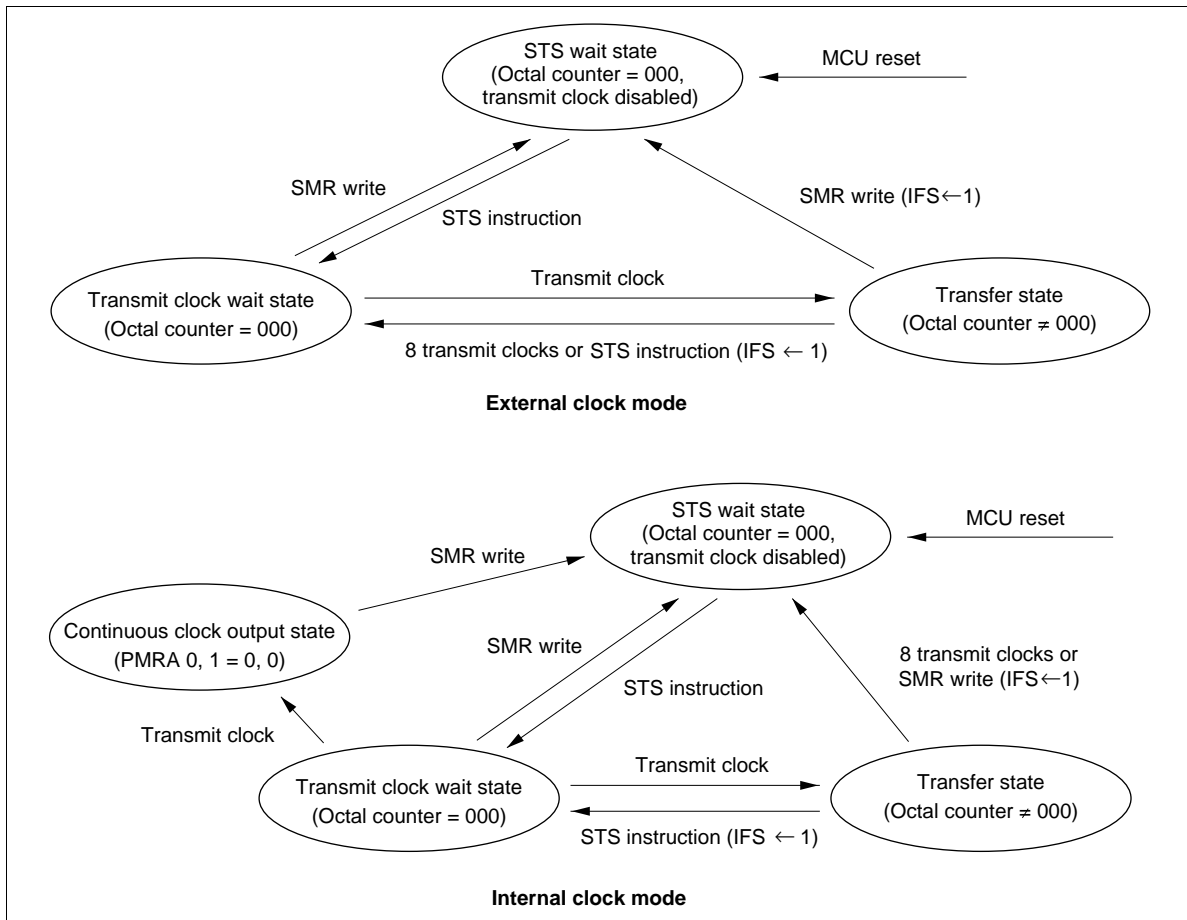 STS wait state
(Octal counter = 000,
transmit clock disabled)
MCU reset
SMR write
STS instruction
SMR write (IFS←1)
Transmit clock wait state
(Octal counter = 000)
Transmit clock
Transfer state
(Octal counter ≠ 000)
8 transmit clocks or STS instruction (IFS ← 1)
External clock mode
STS wait state
(Octal counter = 000,
transmit clock disabled)
MCU reset
SMR write
Continuous clock output state
(PMRA 0, 1 = 0, 0)
SMR write
STS instruction
8 transmit clocks or
SMR write (IFS←1)
Transmit clock
Transmit clock wait state
(Octal counter = 000)
Transmit clock
Transfer state
(Octal counter ≠ 000)
STS instruction (IFS ← 1)
Internal clock mode